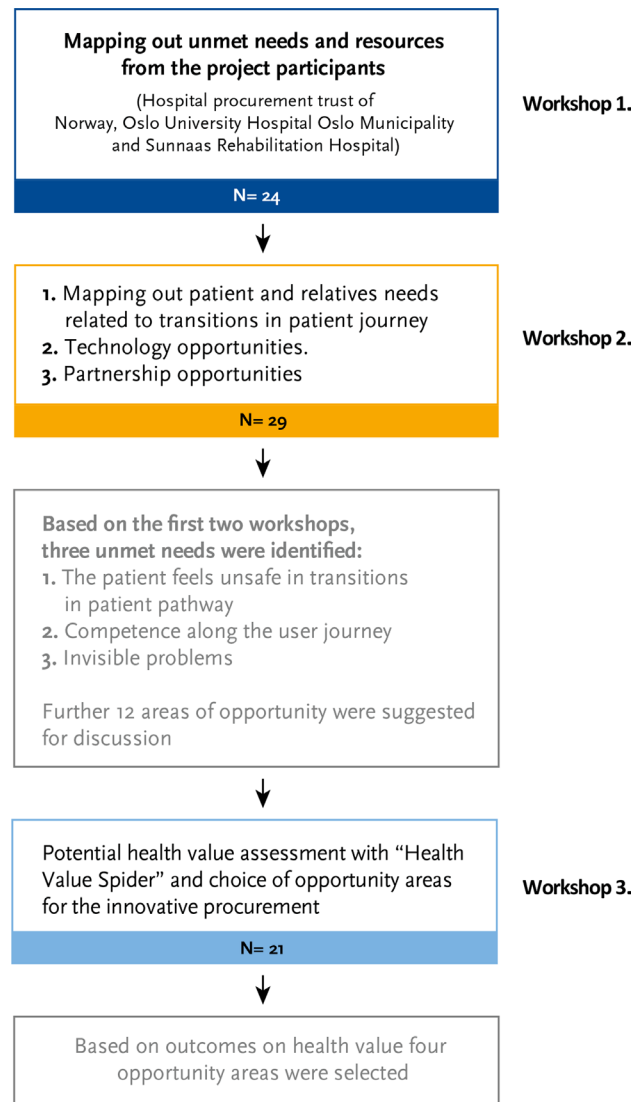 Mapping out unmet needs and resources
from the project participants
(Hospital procurement trust of
Norway, Oslo University Hospital Oslo Municipality
and Sunnaas Rehabilitation Hospital)
Workshop 1.
N= 24
1. Mapping out patient and relatives needs
related to transitions in patient journey
2. Technology opportunities.
3. Partnership opportunities
Workshop 2.
N= 29
Based on the first two workshops,
three unmet needs were identified:
1. The patient feels unsafe in transitions
in patient pathway
2. Competence along the user journey
3. Invisible problems
Further 12 areas of opportunity were suggested
for discussion
Potential health value assessment with “Health
Value Spider” and choice of opportunity areas
for the innovative procurement
Workshop 3.
N= 21
Based on outcomes on health value four
opportunity areas were selected